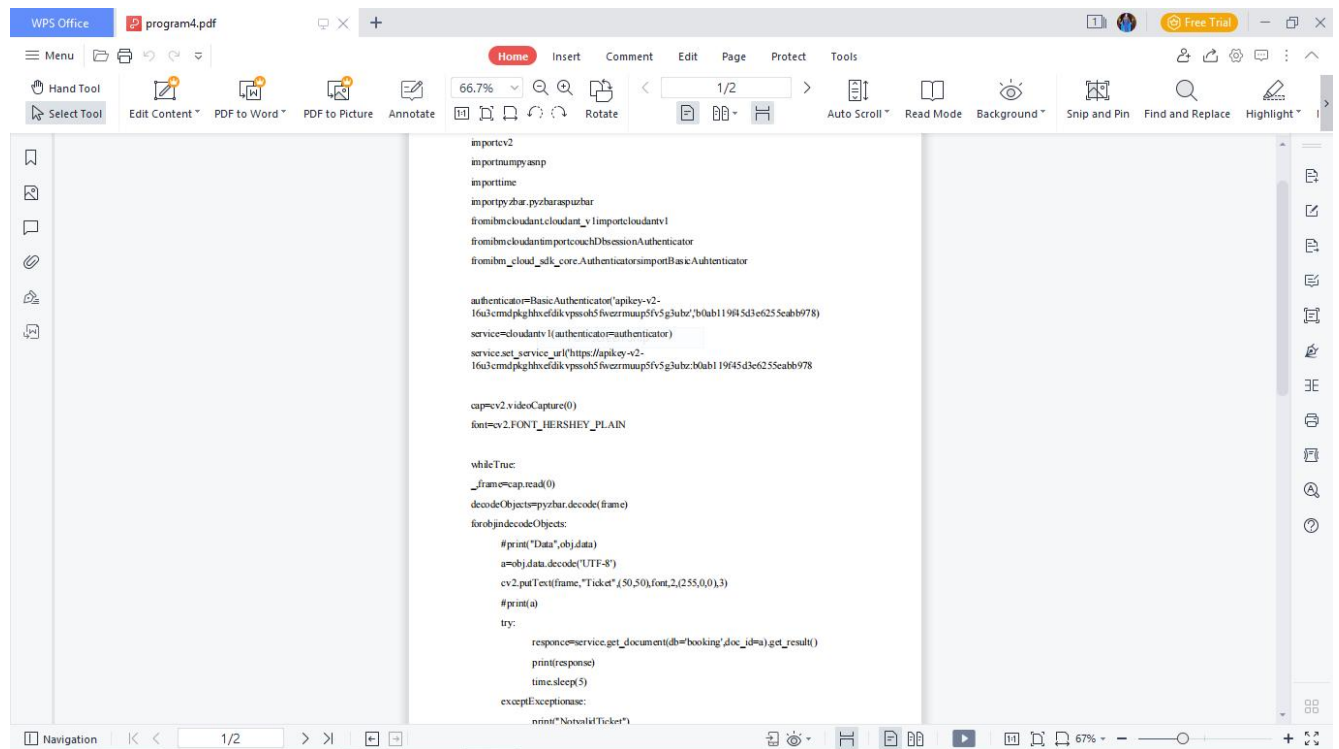 WPS Office
program4.pdf
1
Free Trial
Menu
Home
Insert
Comment
Edit
Page
Protect
Tools
Hand Tool
Select Tool
Edit Content
PDF to Word
PDF to Picture
Annotate
66.7%
Rotate
1/2
Auto Scroll
Read Mode
Background
Snip and Pin
Find and Replace
Highlight
importcv2
importnumpyasnp
importtime
importpyzbar.pyzbaraspuzbar
fromibmcloudant.cloudant_v1importcloudantv1
fromibmcloudantimportcouchDbsessionAuthenticator
fromibm_cloud_sdk_core.AuthenticatorsimportBasicAuhtenticator
authenticator=BasicAuthenticator('apikey-v2-
16u3crmdpkghhxefdikvpssoh5fwezrmuup5fv5g3ubz','b0ab119f45d3e6255eabb978)
service=cloudantv1(authenticator=authenticator)
service.set_service_url('https://apikey-v2-
16u3crmdpkghhxefdikvpssoh5fwezrmuup5fv5g3ubz:b0ab119f45d3e6255eabb978
cap=cv2.videoCapture(0)
font=cv2.FONT_HERSHEY_PLAIN
whileTrue:
_,frame=cap.read(0)
decodeObjects=pyzbar.decode(frame)
forobjindecodeObjects:
#print("Data",obj.data)
a=obj.data.decode('UTF-8')
cv2.putText(frame,"Ticket",(50,50),font,2,(255,0,0),3)
#print(a)
try:
responce=service.get_document(db='booking',doc_id=a).get_result()
print(response)
time.sleep(5)
exceptExceptionase:
print("NotvalidTicket")
Navigation
1/2
67%